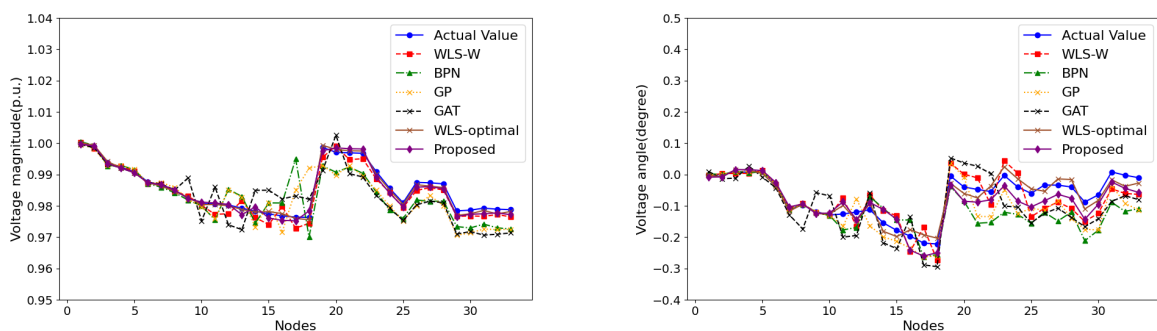 1.04
1.03
1.02
1.01
1.00
0.99
0.98
0.97
0.96
0.95
Voltage magnitude(p.u.)
0 5 10 15 20 25 30
Nodes
Actual Value
WLS-W
BPN
GP
GAT
WLS-optimal
Proposed
0.5
0.4
0.3
0.2
0.1
0.0
−0.1
−0.2
−0.3
−0.4
Voltage angle(degree)
0 5 10 15 20 25 30
Nodes
Actual Value
WLS-W
BPN
GP
GAT
WLS-optimal
Proposed